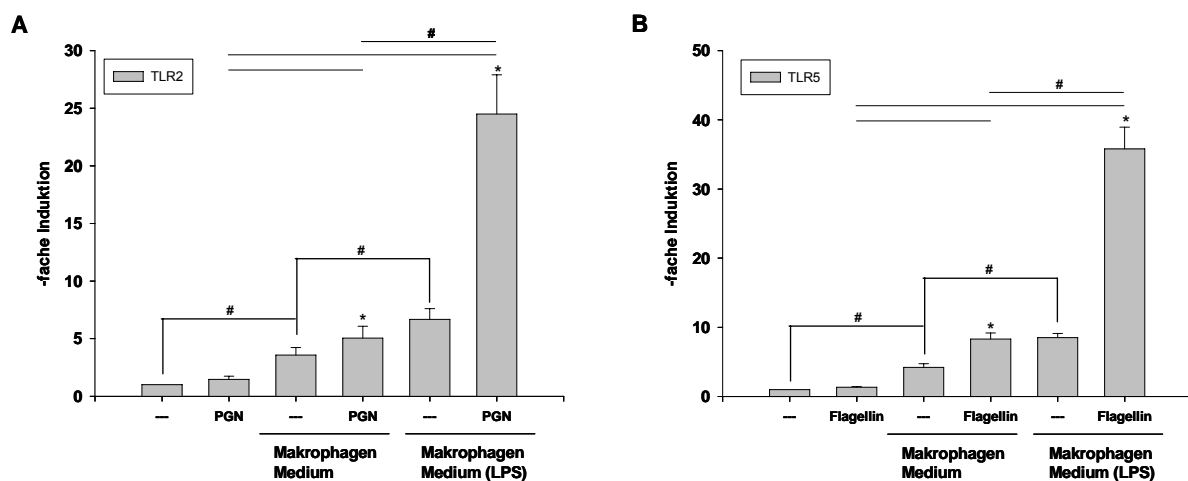 A
#
30
TLR2
*
25
20
-fache Induktion
15
#
10
#
*
5
0
--- PGN --- PGN --- PGN
Makrophagen Medium
Makrophagen Medium (LPS)
B
50
#
TLR5
*
40
30
-fache Induktion
20
#
#
10
*
0
--- Flagellin --- Flagellin --- Flagellin
Makrophagen Medium
Makrophagen Medium (LPS)